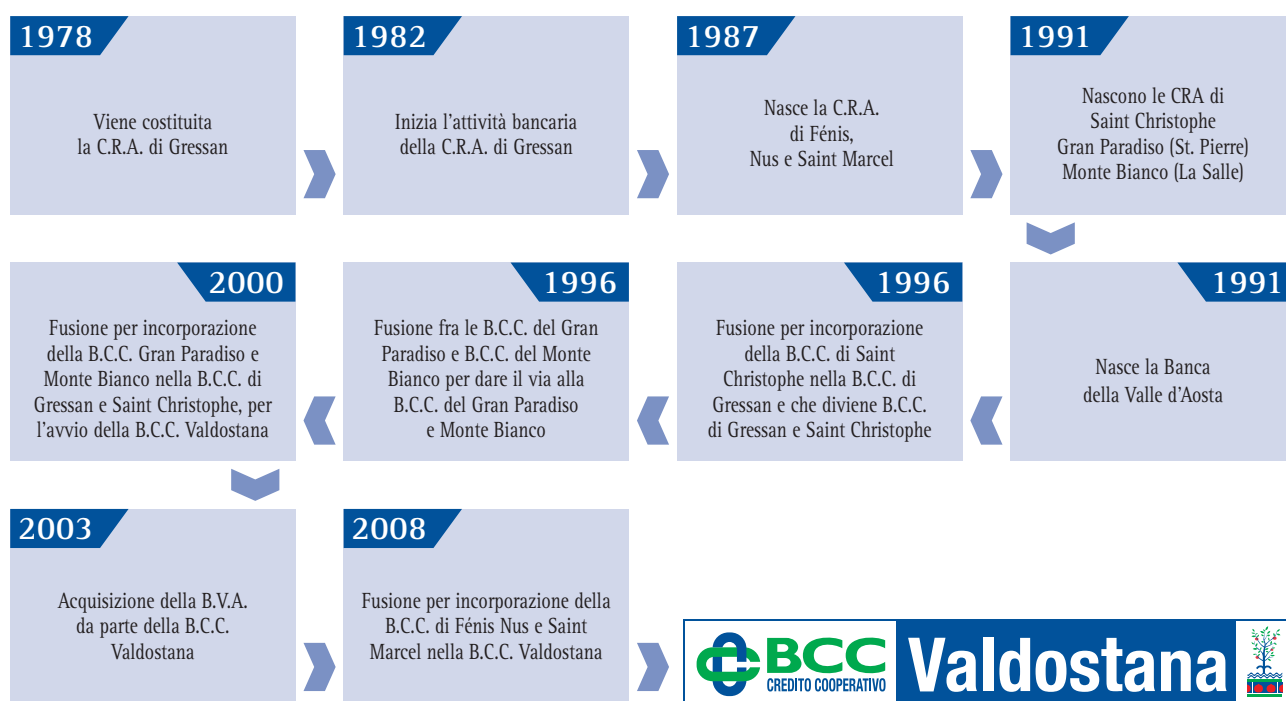 1978
Viene costituita
la C.R.A. di Gressan
1982
Inizia l'attività bancaria
della C.R.A. di Gressan
1987
Nasce la C.R.A.
di Fénis,
Nus e Saint Marcel
1991
Nascono le CRA di
Saint Christophe
Gran Paradiso (St. Pierre)
Monte Bianco (La Salle)
1991
Nasce la Banca
della Valle d'Aosta
1996
Fusione per incorporazione
della B.C.C. di Saint
Christophe nella B.C.C. di
Gressan e che diviene B.C.C.
di Gressan e Saint Christophe
1996
Fusione fra le B.C.C. del Gran
Paradiso e B.C.C. del Monte
Bianco per dare il via alla
B.C.C. del Gran Paradiso
e Monte Bianco
2000
Fusione per incorporazione
della B.C.C. Gran Paradiso e
Monte Bianco nella B.C.C. di
Gressan e Saint Christophe, per
l'avvio della B.C.C. Valdostana
2003
Acquisizione della B.V.A.
da parte della B.C.C.
Valdostana
2008
Fusione per incorporazione della
B.C.C. di Fénis Nus e Saint
Marcel nella B.C.C. Valdostana
BCC
CREDITO COOPERATIVO
Valdostana